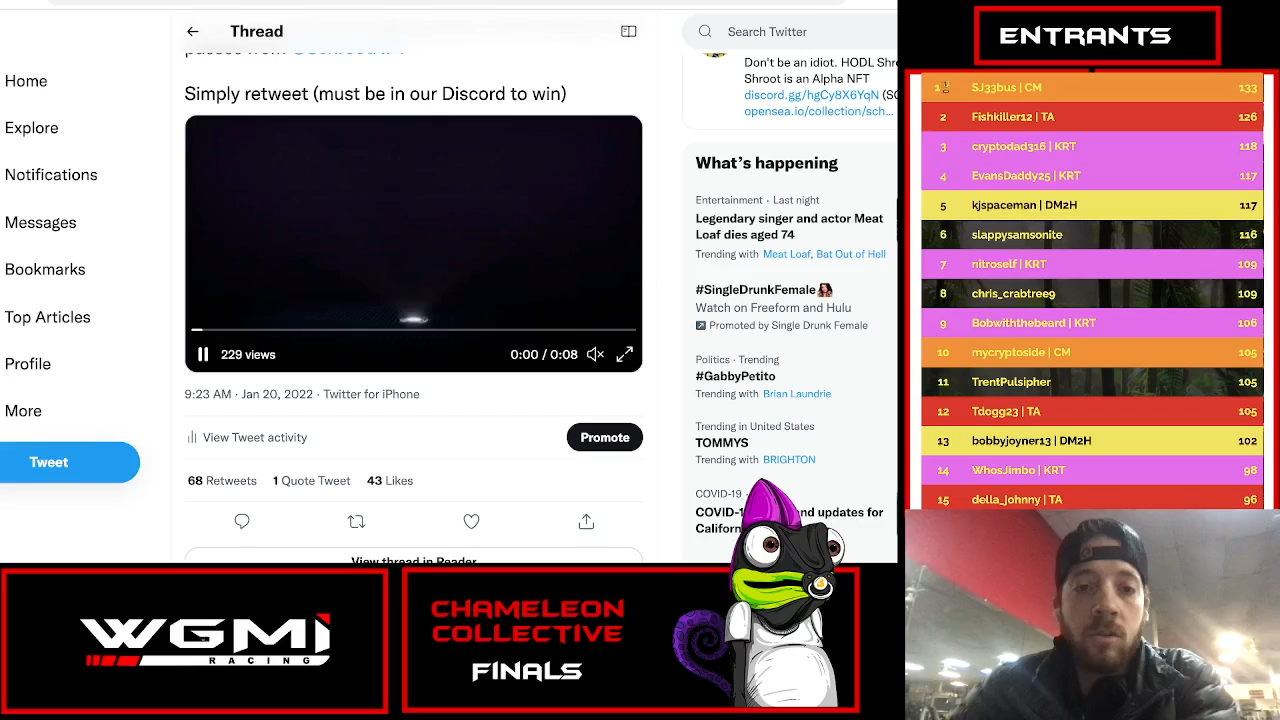 Thread
Search Twitter
Home
Explore
Notifications
Messages
Bookmarks
Top Articles
Profile
More
Tweet
Simply retweet (must be in our Discord to win)
229 views
0:00 / 0:08
9:23 AM · Jan 20, 2022 · Twitter for iPhone
View Tweet activity
Promote
68 Retweets 1 Quote Tweet 43 Likes
View thread in Reader
Don't be an idiot. HODL Shr
Shroot is an Alpha NFT
discord.gg/hgCy8X6YqN (SC
opensea.io/collection/sch...
What's happening
Entertainment · Last night
Legendary singer and actor Meat
Loaf dies aged 74
Trending with Meat Loaf, Bat Out of Hell
#SingleDrunkFemale
Watch on Freeform and Hulu
Promoted by Single Drunk Female
Politics · Trending
#GabbyPetito
Trending with Brian Laundrie
Trending in United States
TOMMYS
Trending with BRIGHTON
COVID-19
COVID-1 and updates for
Californ
ENTRANTS
1 SJ33bus | CM 133
2 Fishkiller12 | TA 126
3 cryptodad316 | KRT 118
4 EvansDaddy25 | KRT 117
5 kjspaceman | DM2H 117
6 slappysamsonite 116
7 nitroself | KRT 109
8 chris_crabtree9 109
9 Bobwiththebeard | KRT 106
10 mycryptoside | CM 105
11 TrentPulsipher 105
12 Tdogg23 | TA 105
13 bobbyjoyner13 | DM2H 102
14 WhosJimbo | KRT 98
15 della_johnny | TA 96
WGMI
RACING
CHAMELEON
COLLECTIVE
FINALS